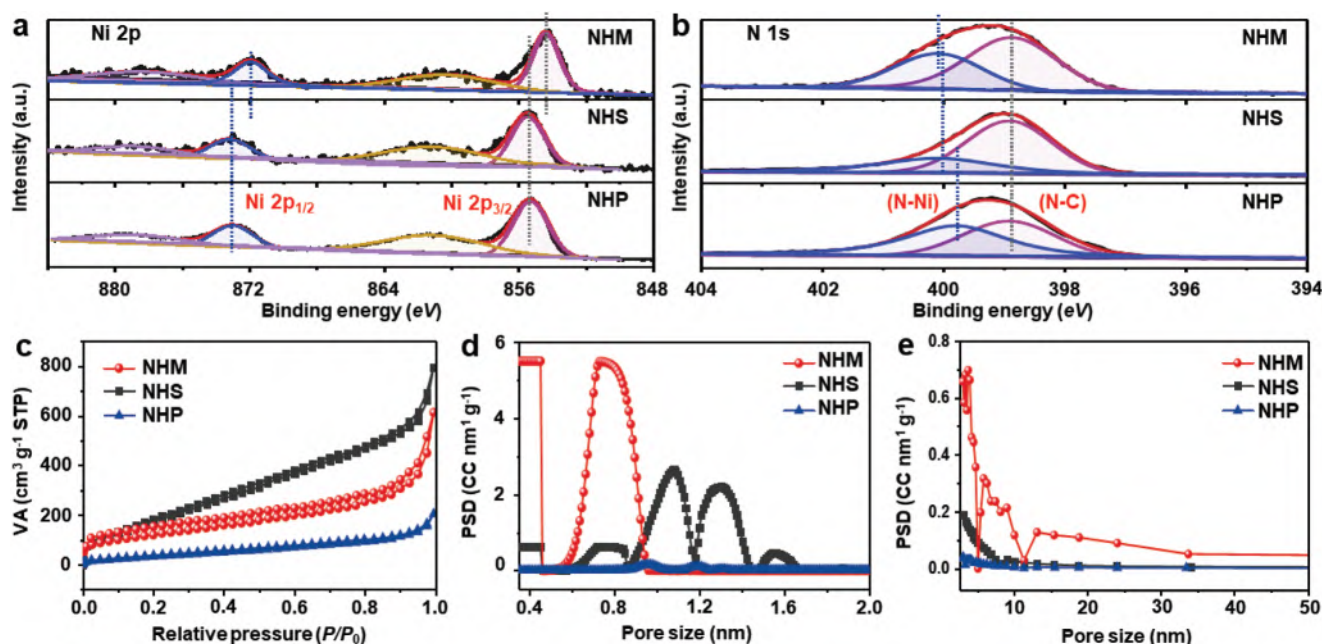 a
Ni 2p
NHM
NHS
NHP
Ni 2p1/2
Ni 2p3/2
Intensity (a.u.)
880 872 864 856 848
Binding energy (eV)
b
N 1s
NHM
NHS
NHP
(N-Ni)
(N-C)
Intensity (a.u.)
404 402 400 398 396 394
Binding energy (eV)
c
NHM
NHS
NHP
VA (cm3 g-1 STP)
800
600
400
200
0
0.0 0.2 0.4 0.6 0.8 1.0
Relative pressure (P/P0)
d
NHM
NHS
NHP
PSD (CC nm-1 g-1)
6
4
2
0
0.4 0.8 1.2 1.6 2.0
Pore size (nm)
e
NHM
NHS
NHP
PSD (CC nm-1 g-1)
0.8
0.6
0.4
0.2
0.0
10 20 30 40 50
Pore size (nm)